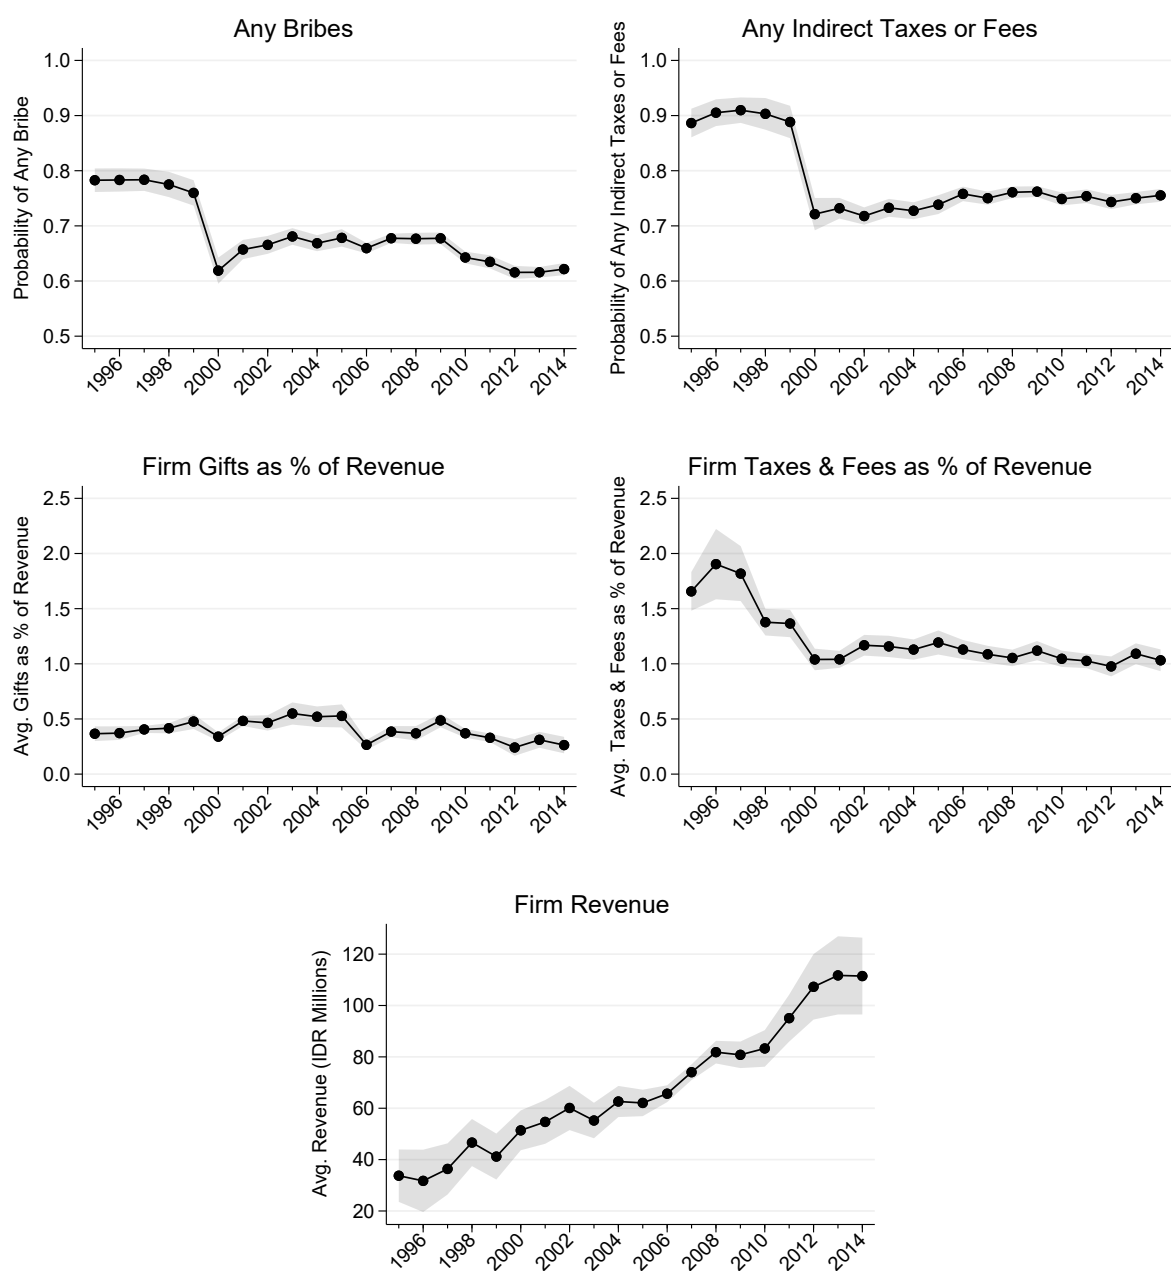 Any Bribes
Probability of Any Bribe
1.0
0.9
0.8
0.7
0.6
0.5
1996 1998 2000 2002 2004 2006 2008 2010 2012 2014
Any Indirect Taxes or Fees
Probability of Any Indirect Taxes or Fees
1.0
0.9
0.8
0.7
0.6
0.5
1996 1998 2000 2002 2004 2006 2008 2010 2012 2014
Firm Gifts as % of Revenue
Avg. Gifts as % of Revenue
2.5
2.0
1.5
1.0
0.5
0.0
1996 1998 2000 2002 2004 2006 2008 2010 2012 2014
Firm Taxes & Fees as % of Revenue
Avg. Taxes & Fees as % of Revenue
2.5
2.0
1.5
1.0
0.5
0.0
1996 1998 2000 2002 2004 2006 2008 2010 2012 2014
Firm Revenue
Avg. Revenue (IDR Millions)
120
100
80
60
40
20
1996 1998 2000 2002 2004 2006 2008 2010 2012 2014